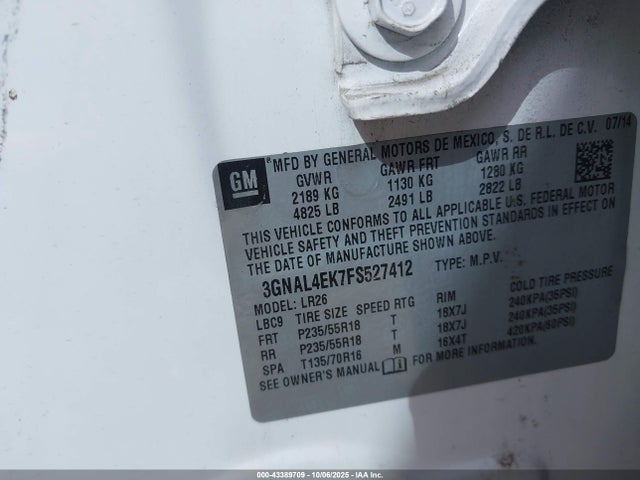 GM
® MFD BY GENERAL MOTORS DE MEXICO, S. DE R.L. DE C.V. 07/14
GVWR GAWR FRT GAWR RR
2189 KG 1130 KG 1280 KG
4825 LB 2491 LB 2822 LB
THIS VEHICLE CONFORMS TO ALL APPLICABLE U.S. FEDERAL MOTOR
VEHICLE SAFETY AND THEFT PREVENTION STANDARDS IN EFFECT ON
THE DATE OF MANUFACTURE SHOWN ABOVE.
3GNAL4EK7FS527412 TYPE: M.P.V.
MODEL: LR26
LBC9 TIRE SIZE SPEED RTG RIM COLD TIRE PRESSURE
FRT P235/55R18 T 18X7J 240KPA(35PSI)
RR P235/55R18 T 18X7J 240KPA(35PSI)
SPA T135/70R16 M 16X4T 420KPA(60PSI)
SEE OWNER'S MANUAL FOR MORE INFORMATION.
000-43389709 | 10/06/2025 | IAA Inc.